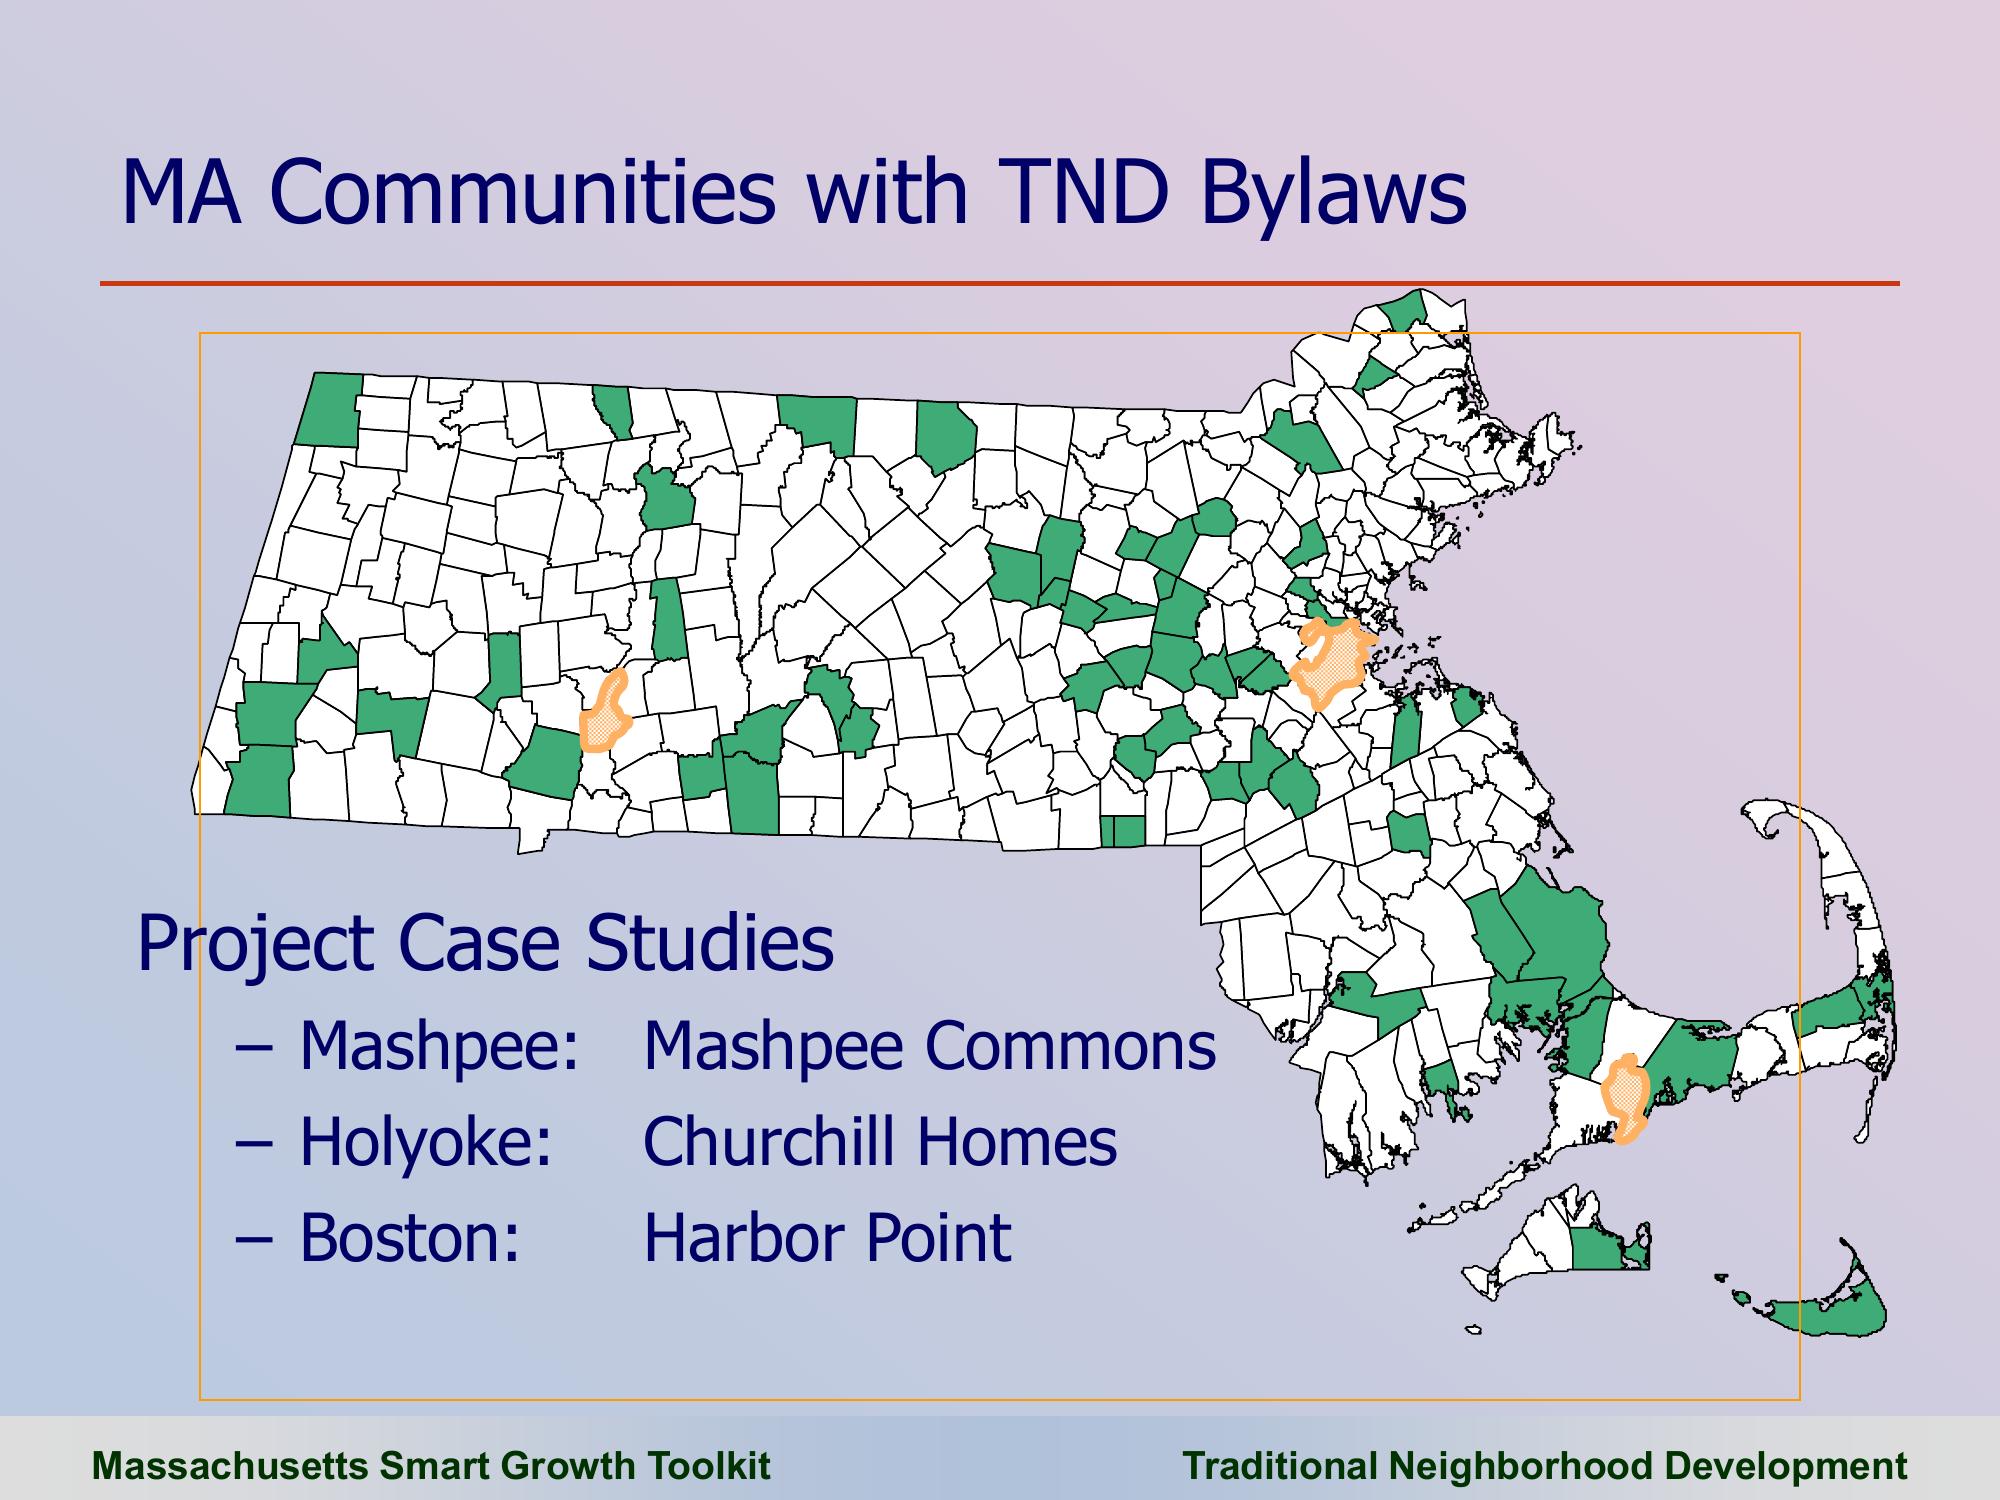 MA Communities with TND Bylaws
Project Case Studies
– Mashpee: Mashpee Commons
– Holyoke: Churchill Homes
– Boston: Harbor Point
Massachusetts Smart Growth Toolkit
Traditional Neighborhood Development